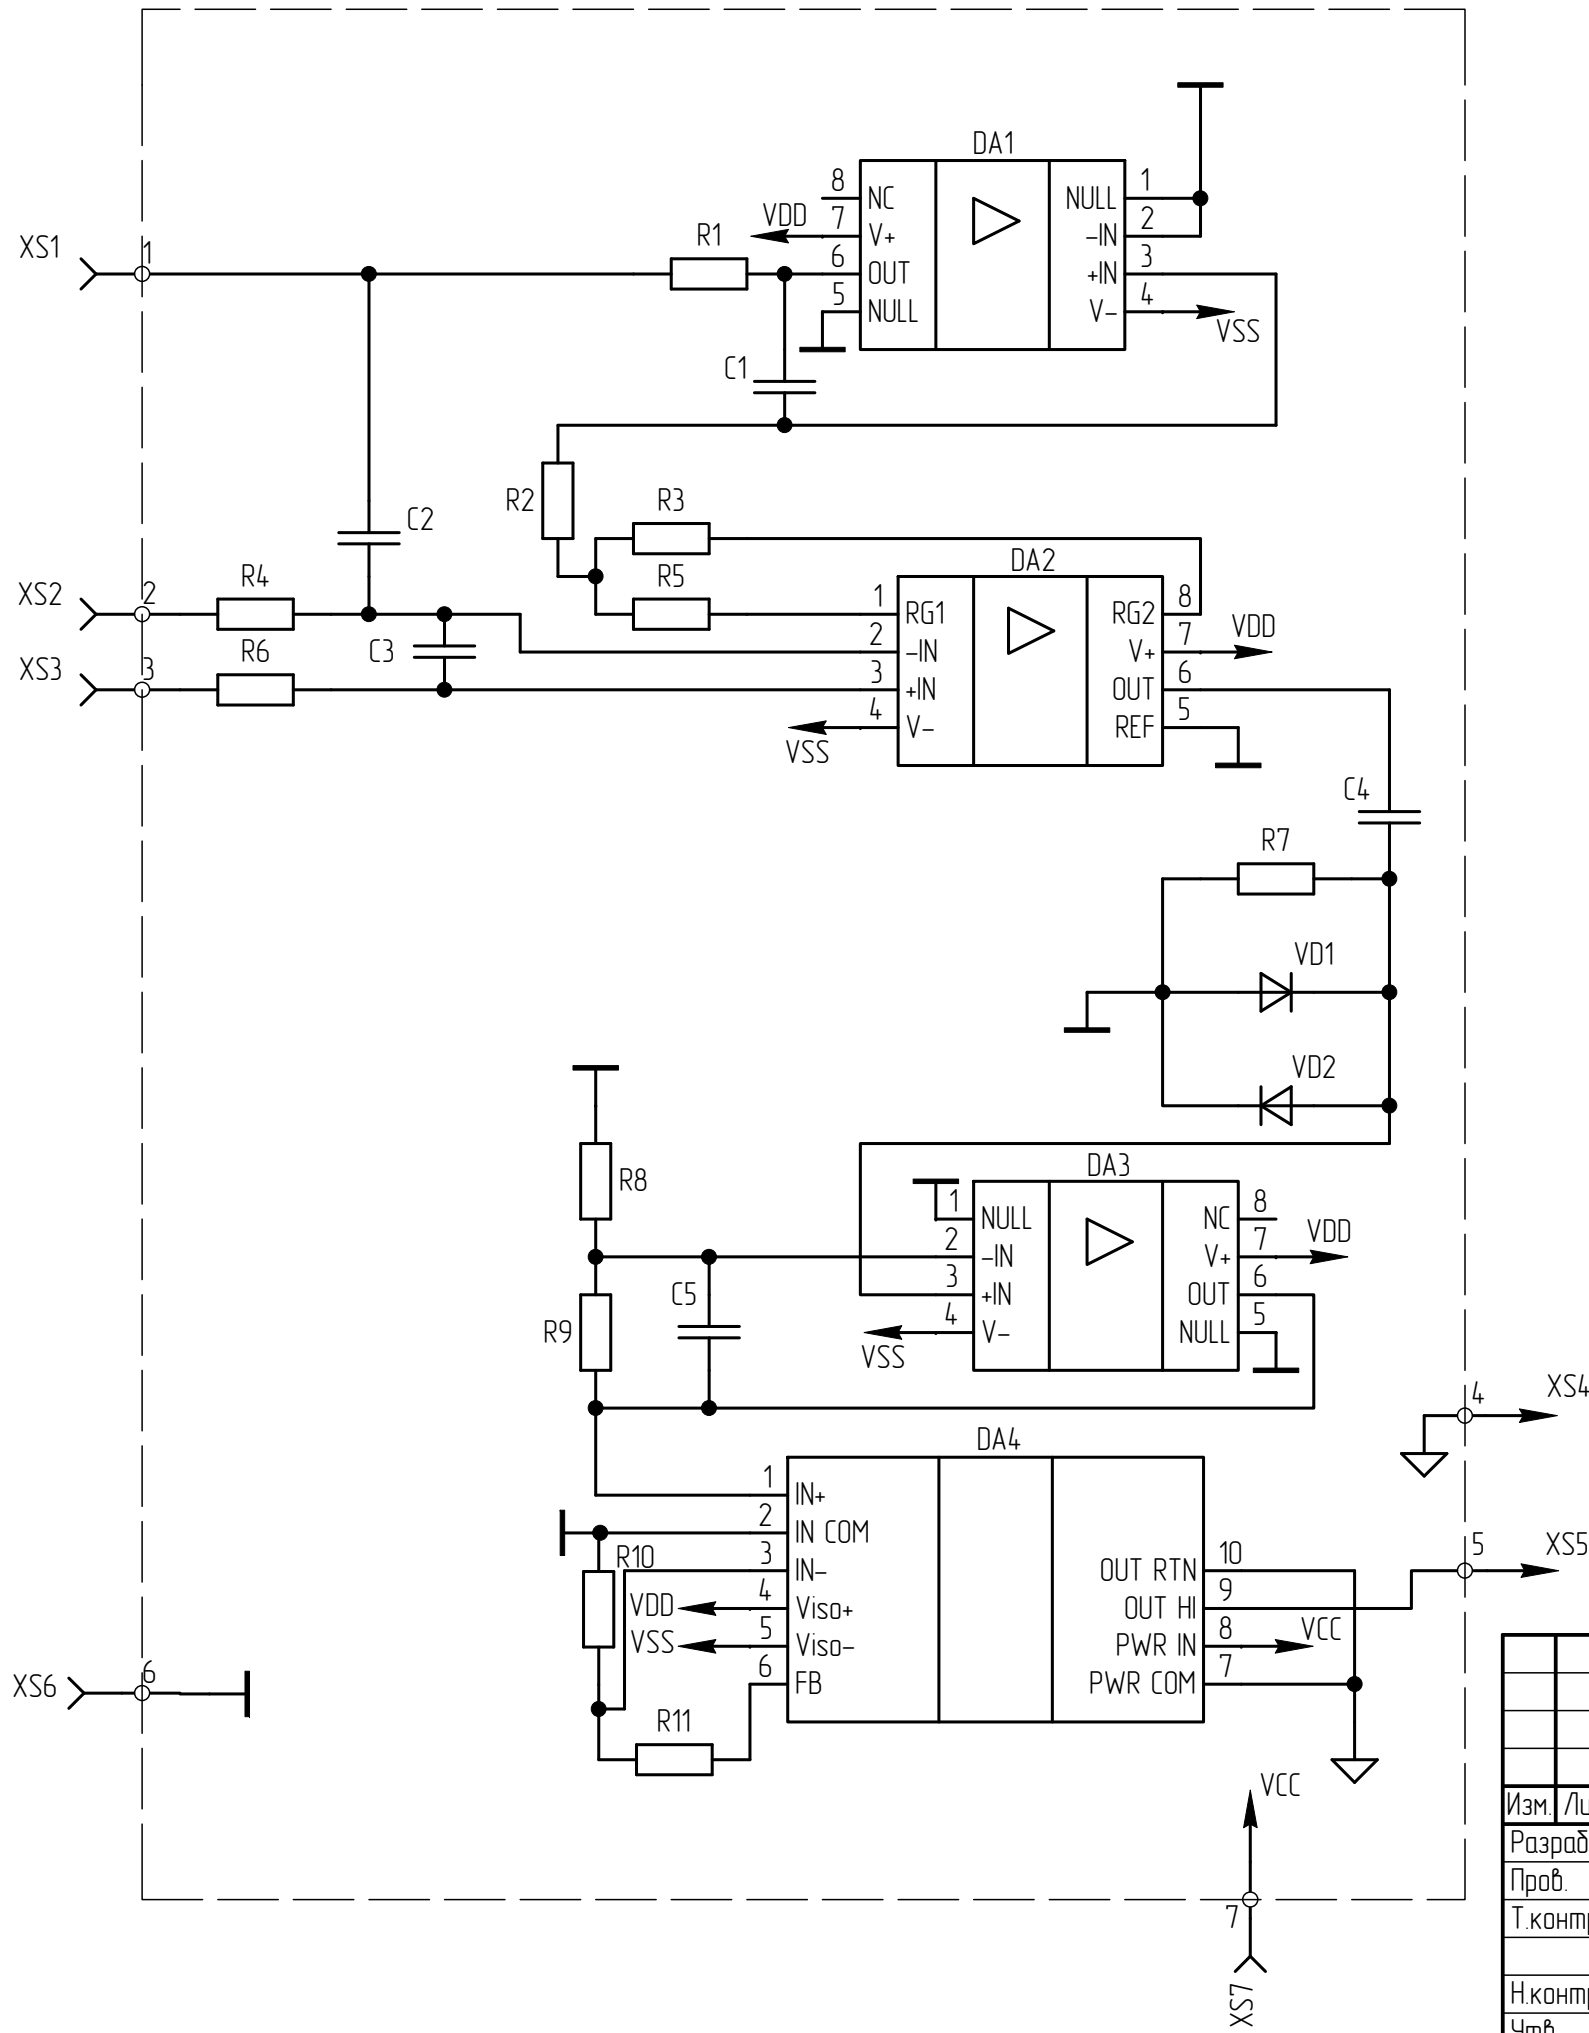 DA1
8 NC NULL 1
VDD 7 V+ -IN 2
XS1 1 R1 6 OUT +IN 3
5 NULL V- 4 VSS
C1
R2 R3
C2
DA2
XS2 2 R4 R5 1 RG1 RG2 8
XS3 3 R6 C3 2 -IN V+ 7 VDD
3 +IN OUT 6
VSS 4 V- REF 5
C4
R7
VD1
VD2
DA3
R8 1 NULL NC 8
2 -IN V+ 7 VDD
C5 3 +IN OUT 6
R9 VSS 4 V- NULL 5
4 XS4
DA4
1 IN+
2 IN COM
R10 3 IN- OUT RTN 10
5 XS5
VDD 4 Viso+ OUT HI 9
VSS 5 Viso- PWR IN 8 VCC
XS6 6 6 FB PWR COM 7
R11
VCC
7
XS7
Изм.
Пров.